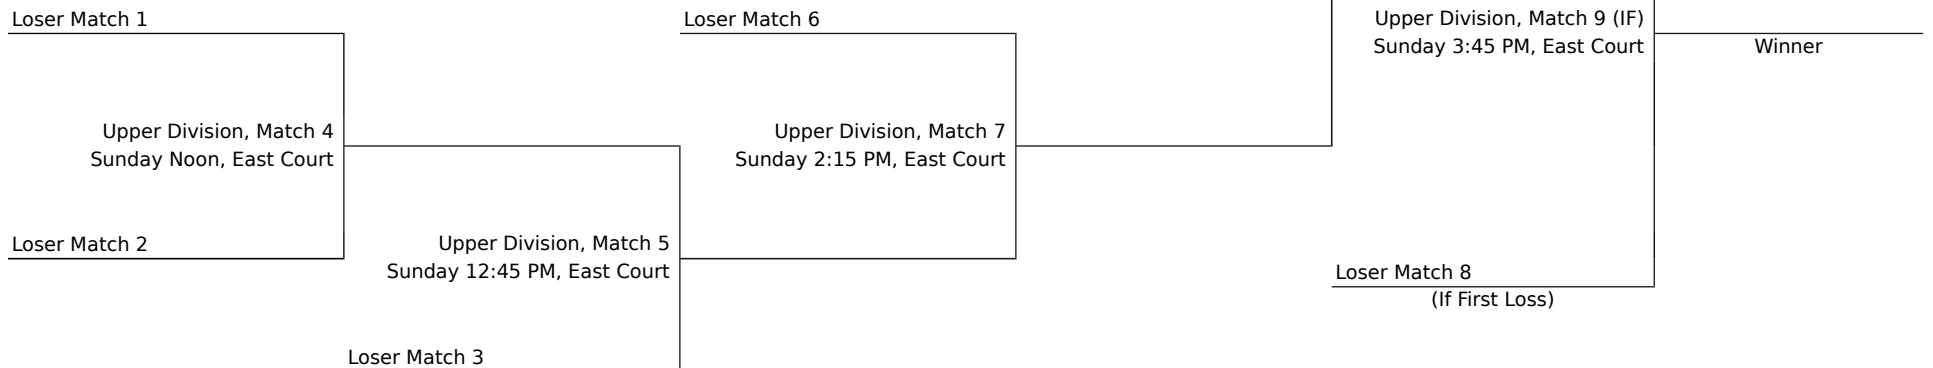 Loser Match 1
Loser Match 6
Upper Division, Match 9 (IF)
Sunday 3:45 PM, East Court
Winner
Upper Division, Match 4
Sunday Noon, East Court
Upper Division, Match 7
Sunday 2:15 PM, East Court
Loser Match 2
Upper Division, Match 5
Sunday 12:45 PM, East Court
Loser Match 8
(If First Loss)
Loser Match 3